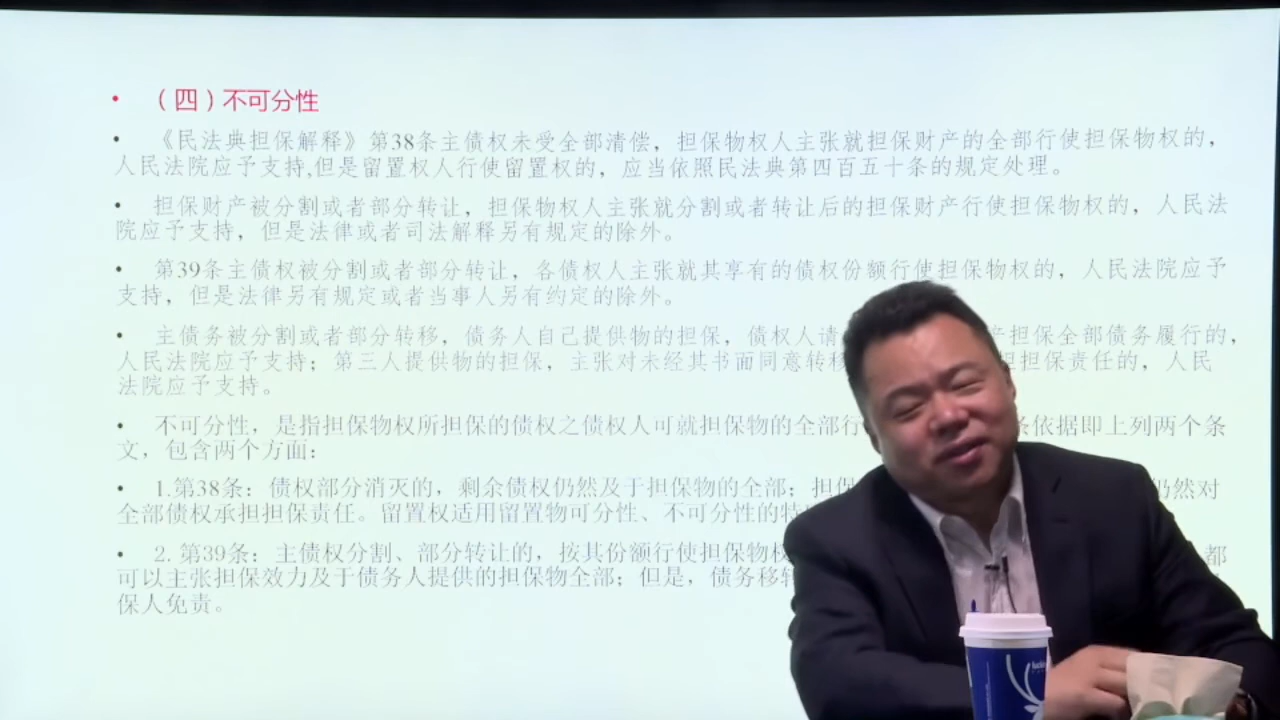 • （四）不可分性
• 《民法典担保解释》第38条主债权未受全部清偿，担保物权人主张就担保财产的全部行使担保物权的，
人民法院应予支持,但是留置权人行使留置权的，应当依照民法典第四百五十条的规定处理。
• 担保财产被分割或者部分转让，担保物权人主张就分割或者转让后的担保财产行使担保物权的，人民法
院应予支持，但是法律或者司法解释另有规定的除外。
• 第39条主债权被分割或者部分转让，各债权人主张就其享有的债权份额行使担保物权的，人民法院应予
支持，但是法律另有规定或者当事人另有约定的除外。
• 主债务被分割或者部分转移，债务人自己提供物的担保，债权人请 担保全部债务履行的，
人民法院应予支持；第三人提供物的担保，主张对未经其书面同意转移 担保责任的，人民
法院应予支持。
• 不可分性，是指担保物权所担保的债权之债权人可就担保物的全部行 条依据即上列两个条
文，包含两个方面：
• 1.第38条：债权部分消灭的，剩余债权仍然及于担保物的全部；担保 仍然对
全部债权承担担保责任。留置权适用留置物可分性、不可分性的特
• 2. 第39条：主债权分割、部分转让的，按其份额行使担保物权 都
可以主张担保效力及于债务人提供的担保物全部；但是，债务移转
保人免责。
lucki